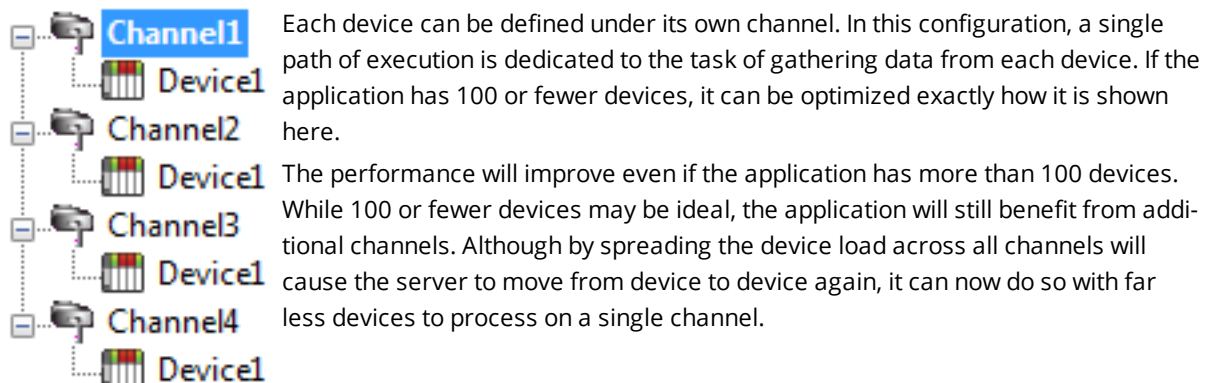 Channel1
Device1
Channel2
Device1
Channel3
Device1
Channel4
Device1
Each device can be defined under its own channel. In this configuration, a single
path of execution is dedicated to the task of gathering data from each device. If the
application has 100 or fewer devices, it can be optimized exactly how it is shown
here.
The performance will improve even if the application has more than 100 devices.
While 100 or fewer devices may be ideal, the application will still benefit from addi-
tional channels. Although by spreading the device load across all channels will
cause the server to move from device to device again, it can now do so with far
less devices to process on a single channel.